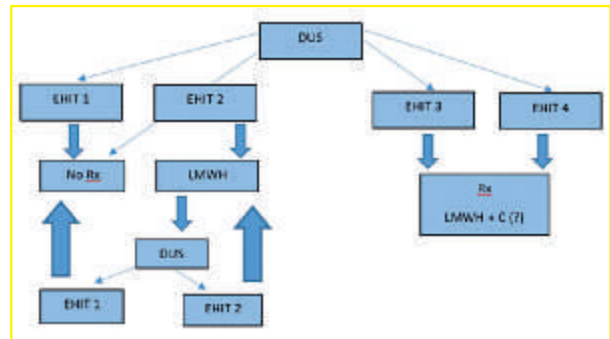 DUS
EHIT 1
EHIT 2
EHIT 3
EHIT 4
No Rx
LMWH
Rx
LMWH + C (?)
DUS
EHIT 1
EHIT 2